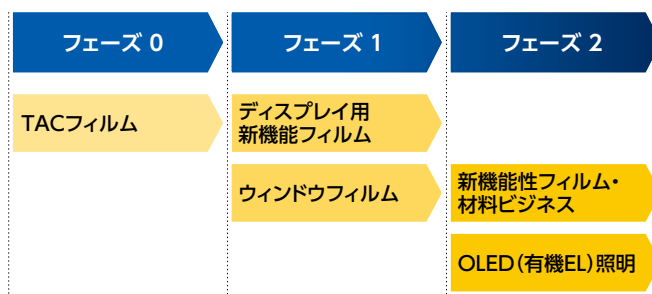 フェーズ 0
フェーズ 1
フェーズ 2
TACフィルム
ディスプレイ用
新機能フィルム
ウィンドウフィルム
新機能性フィルム・
材料ビジネス
OLED(有機EL)照明